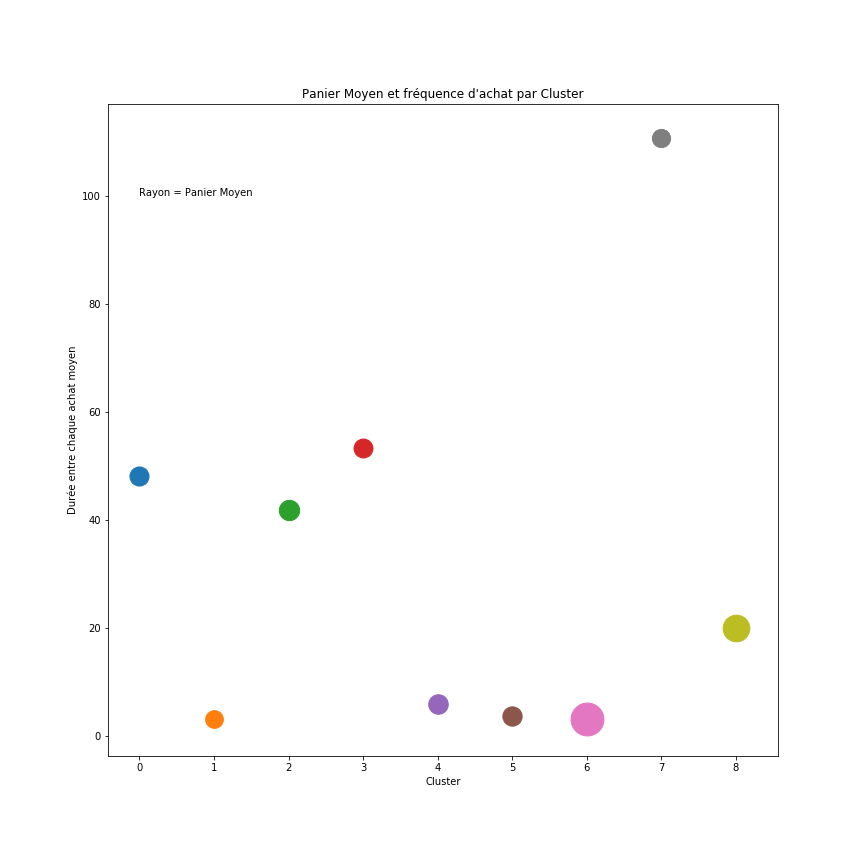 Panier Moyen et fréquence d'achat par Cluster
Rayon = Panier Moyen
Durée entre chaque achat moyen
100
80
60
40
20
0
0 1 2 3 4 5 6 7 8
Cluster